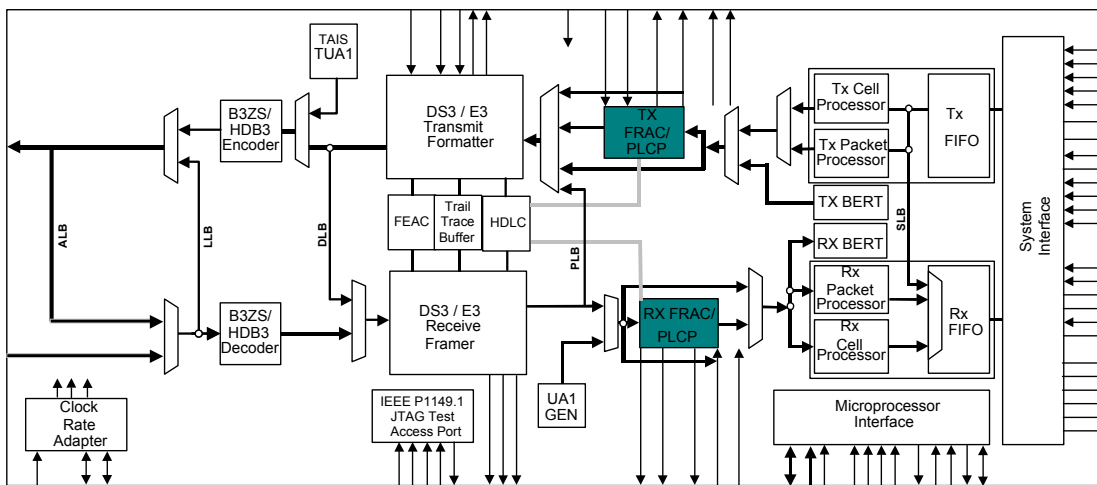 TAIS
TUA1
B3ZS/
HDB3
Encoder
DS3 / E3
Transmit
Formatter
TX
FRAC/
PLCP
Tx Cell
Processor
Tx Packet
Processor
Tx
FIFO
TX BERT
RX BERT
System
Interface
FEAC
Trail
Trace
Buffer
HDLC
ALB
LLB
DLB
PLB
SLB
B3ZS/
HDB3
Decoder
DS3 / E3
Receive
Framer
RX FRAC/
PLCP
Rx
Packet
Processor
Rx
Cell
Processor
Rx
FIFO
UA1
GEN
Clock
Rate
Adapter
IEEE P1149.1
JTAG Test
Access Port
Microprocessor
Interface